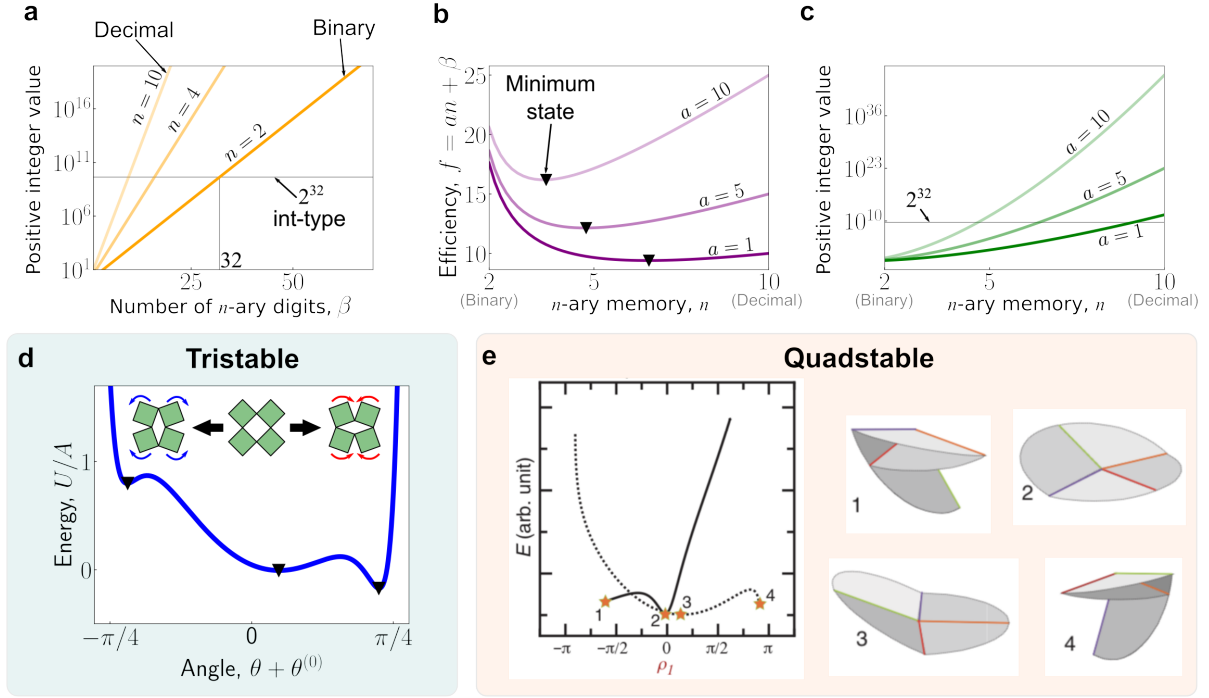 a
Decimal
Binary
n = 10
n = 4
n = 2
10^16
10^11
10^6
10^1
2^32
int-type
32
25
50
Positive integer value
Number of n-ary digits, β
b
Minimum
state
a = 10
a = 5
a = 1
25
20
15
10
2
5
10
(Binary)
(Decimal)
Efficiency, f = an + β
n-ary memory, n
c
a = 10
a = 5
a = 1
10^36
10^23
10^10
2^32
2
5
10
(Binary)
(Decimal)
Positive integer value
n-ary memory, n
d
Tristable
1
0
−π/4
0
π/4
Energy, U/A
Angle, θ + θ^(0)
e
Quadstable
E (arb. unit)
1
2
3
4
−π
−π/2
0
π/2
π
ρ1
1
2
3
4